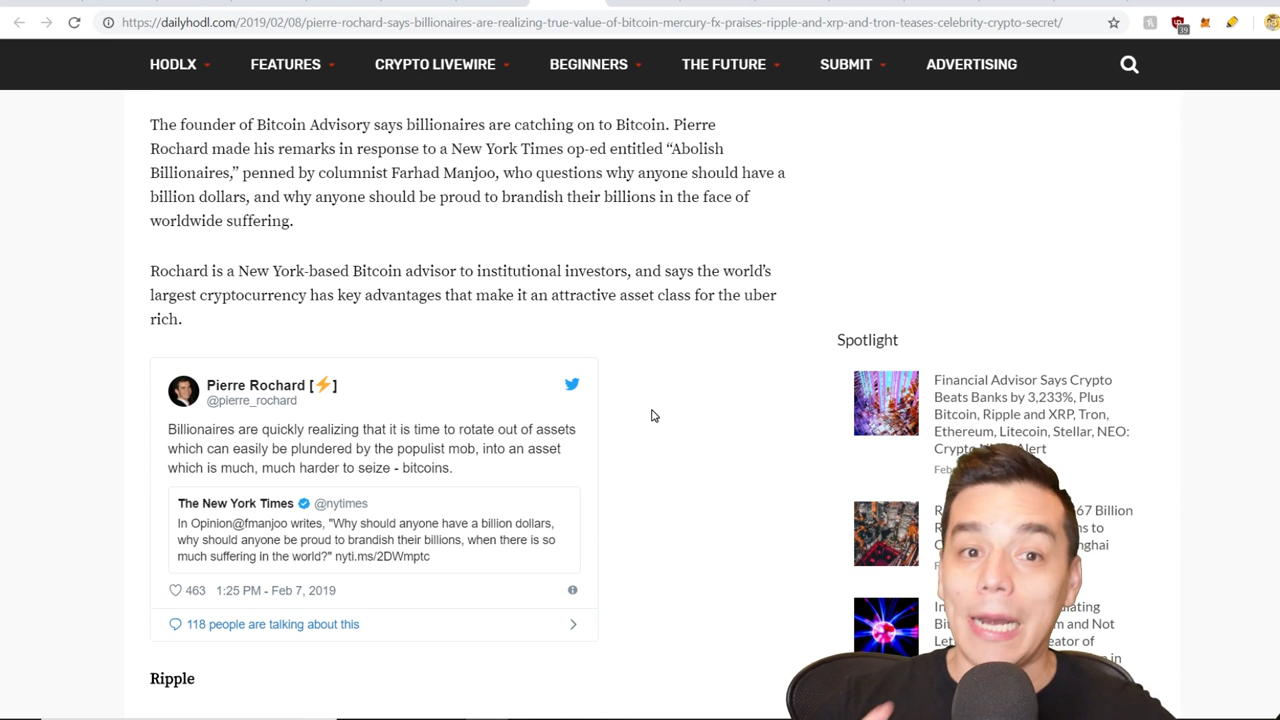 https://dailyhodl.com/2019/02/08/pierre-rochard-says-billionaires-are-realizing-true-value-of-bitcoin-mercury-fx-praises-ripple-and-xrp-and-tron-teases-celebrity-crypto-secret/
39
HODLX FEATURES CRYPTO LIVEWIRE BEGINNERS THE FUTURE SUBMIT ADVERTISING
The founder of Bitcoin Advisory says billionaires are catching on to Bitcoin. Pierre
Rochard made his remarks in response to a New York Times op-ed entitled “Abolish
Billionaires,” penned by columnist Farhad Manjoo, who questions why anyone should have a
billion dollars, and why anyone should be proud to brandish their billions in the face of
worldwide suffering.
Rochard is a New York-based Bitcoin advisor to institutional investors, and says the world’s
largest cryptocurrency has key advantages that make it an attractive asset class for the uber
rich.
Pierre Rochard [⚡]
@pierre_rochard
Billionaires are quickly realizing that it is time to rotate out of assets
which can easily be plundered by the populist mob, into an asset
which is much, much harder to seize - bitcoins.
The New York Times @nytimes
In Opinion@fmanjoo writes, "Why should anyone have a billion dollars,
why should anyone be proud to brandish their billions, when there is so
much suffering in the world?" nyti.ms/2DWmptc
463 1:25 PM - Feb 7, 2019
118 people are talking about this
Ripple
Spotlight
Financial Advisor Says Crypto
Beats Banks by 3,233%, Plus
Bitcoin, Ripple and XRP, Tron,
Ethereum, Litecoin, Stellar, NEO:
Crypto Alert
67 Billion
to
and Not
of
in